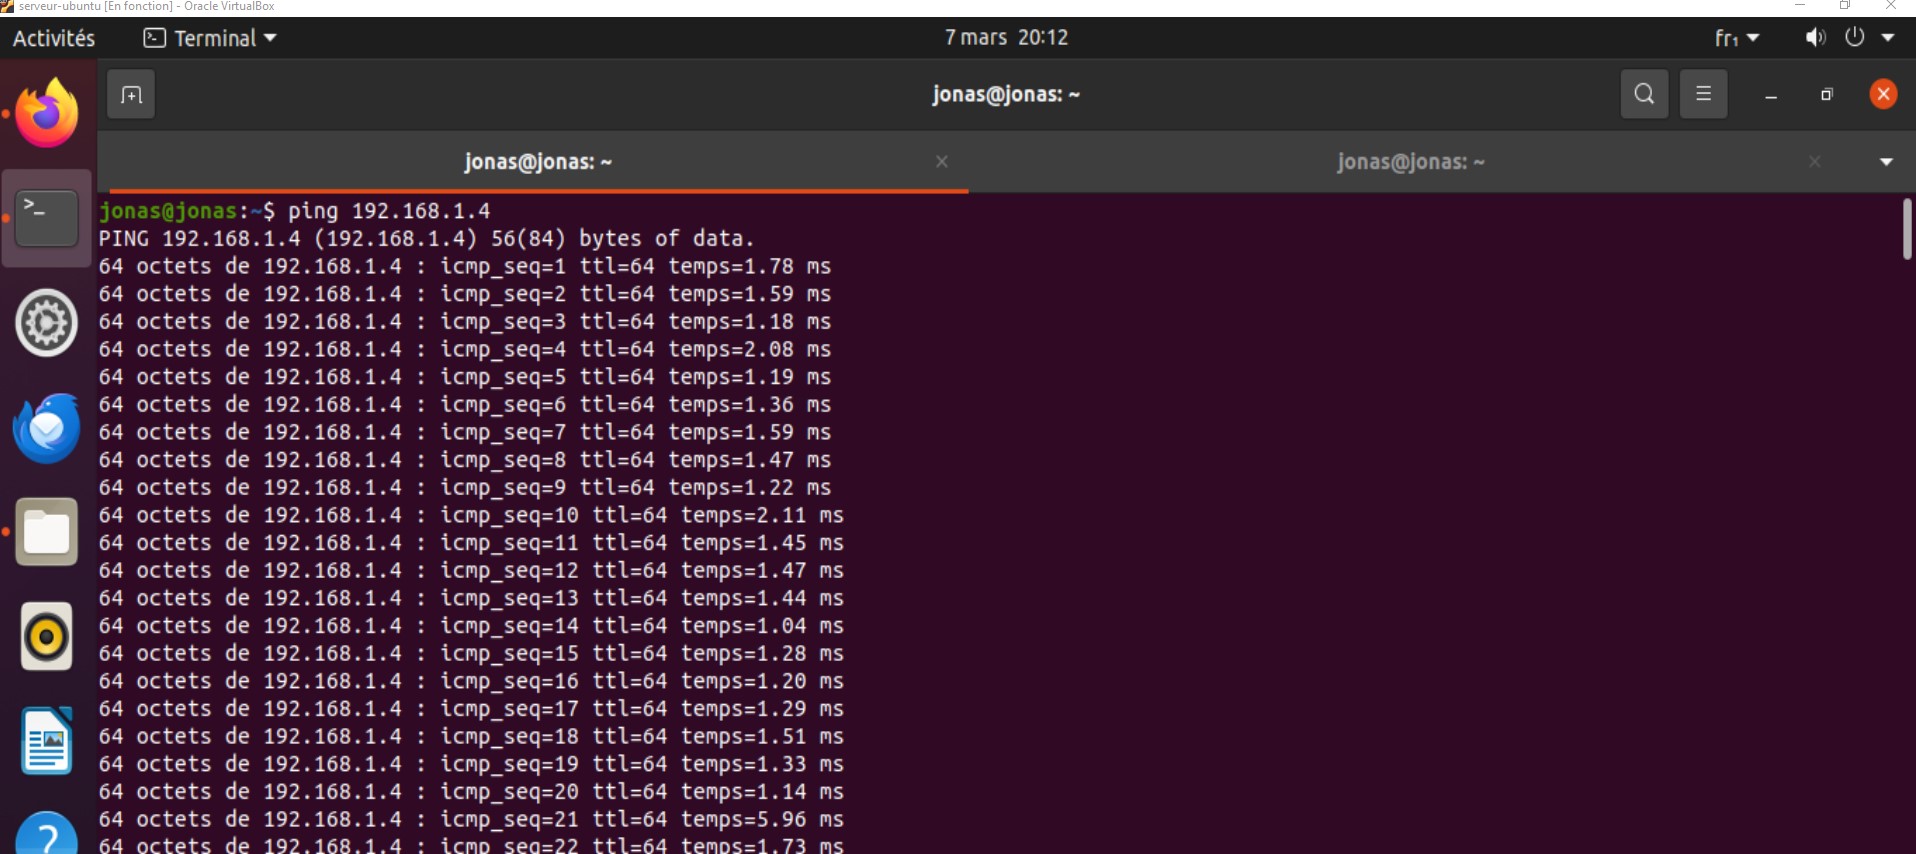 serveur-ubuntu [En fonction] - Oracle VirtualBox
Activités Terminal 7 mars 20:12 fr₁
jonas@jonas: ~
jonas@jonas: ~ jonas@jonas: ~
jonas@jonas:~$ ping 192.168.1.4
PING 192.168.1.4 (192.168.1.4) 56(84) bytes of data.
64 octets de 192.168.1.4 : icmp_seq=1 ttl=64 temps=1.78 ms
64 octets de 192.168.1.4 : icmp_seq=2 ttl=64 temps=1.59 ms
64 octets de 192.168.1.4 : icmp_seq=3 ttl=64 temps=1.18 ms
64 octets de 192.168.1.4 : icmp_seq=4 ttl=64 temps=2.08 ms
64 octets de 192.168.1.4 : icmp_seq=5 ttl=64 temps=1.19 ms
64 octets de 192.168.1.4 : icmp_seq=6 ttl=64 temps=1.36 ms
64 octets de 192.168.1.4 : icmp_seq=7 ttl=64 temps=1.59 ms
64 octets de 192.168.1.4 : icmp_seq=8 ttl=64 temps=1.47 ms
64 octets de 192.168.1.4 : icmp_seq=9 ttl=64 temps=1.22 ms
64 octets de 192.168.1.4 : icmp_seq=10 ttl=64 temps=2.11 ms
64 octets de 192.168.1.4 : icmp_seq=11 ttl=64 temps=1.45 ms
64 octets de 192.168.1.4 : icmp_seq=12 ttl=64 temps=1.47 ms
64 octets de 192.168.1.4 : icmp_seq=13 ttl=64 temps=1.44 ms
64 octets de 192.168.1.4 : icmp_seq=14 ttl=64 temps=1.04 ms
64 octets de 192.168.1.4 : icmp_seq=15 ttl=64 temps=1.28 ms
64 octets de 192.168.1.4 : icmp_seq=16 ttl=64 temps=1.20 ms
64 octets de 192.168.1.4 : icmp_seq=17 ttl=64 temps=1.29 ms
64 octets de 192.168.1.4 : icmp_seq=18 ttl=64 temps=1.51 ms
64 octets de 192.168.1.4 : icmp_seq=19 ttl=64 temps=1.33 ms
64 octets de 192.168.1.4 : icmp_seq=20 ttl=64 temps=1.14 ms
64 octets de 192.168.1.4 : icmp_seq=21 ttl=64 temps=5.96 ms
64 octets de 192.168.1.4 : icmp_seq=22 ttl=64 temps=1.73 ms